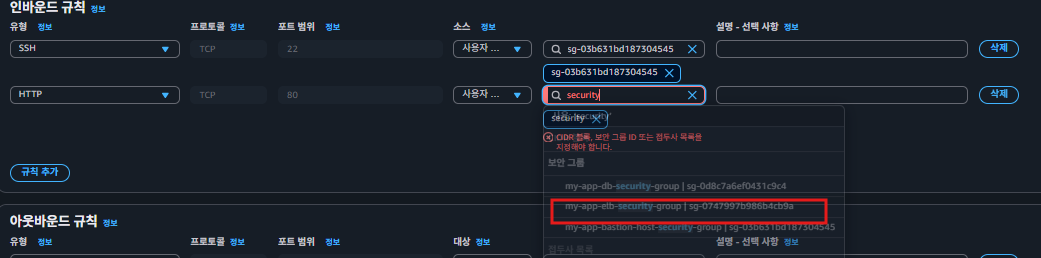 인바운드 규칙 정보
유형 정보 프로토콜 정보 포트 범위 정보 소스 정보 설명 - 선택 사항 정보
SSH TCP 22 사용자 ... sg-03b631bd187304545 삭제
sg-03b631bd187304545
HTTP TCP 80 사용자 ... security 삭제
security
CIDR 블록, 보안 그룹 ID 또는 접두사 목록을
지정해야 합니다.
보안 그룹
my-app-db-security-group | sg-0d8c7a6ef0431c9c4
규칙 추가
my-app-elb-security-group | sg-0747997b986b4cb9a
my-app-bastion-host-security-group | sg-03b631bd187304545
아웃바운드 규칙 정보
유형 정보 프로토콜 정보 포트 범위 정보 대상 정보 설명 - 선택 사항 정보
접두사 목록